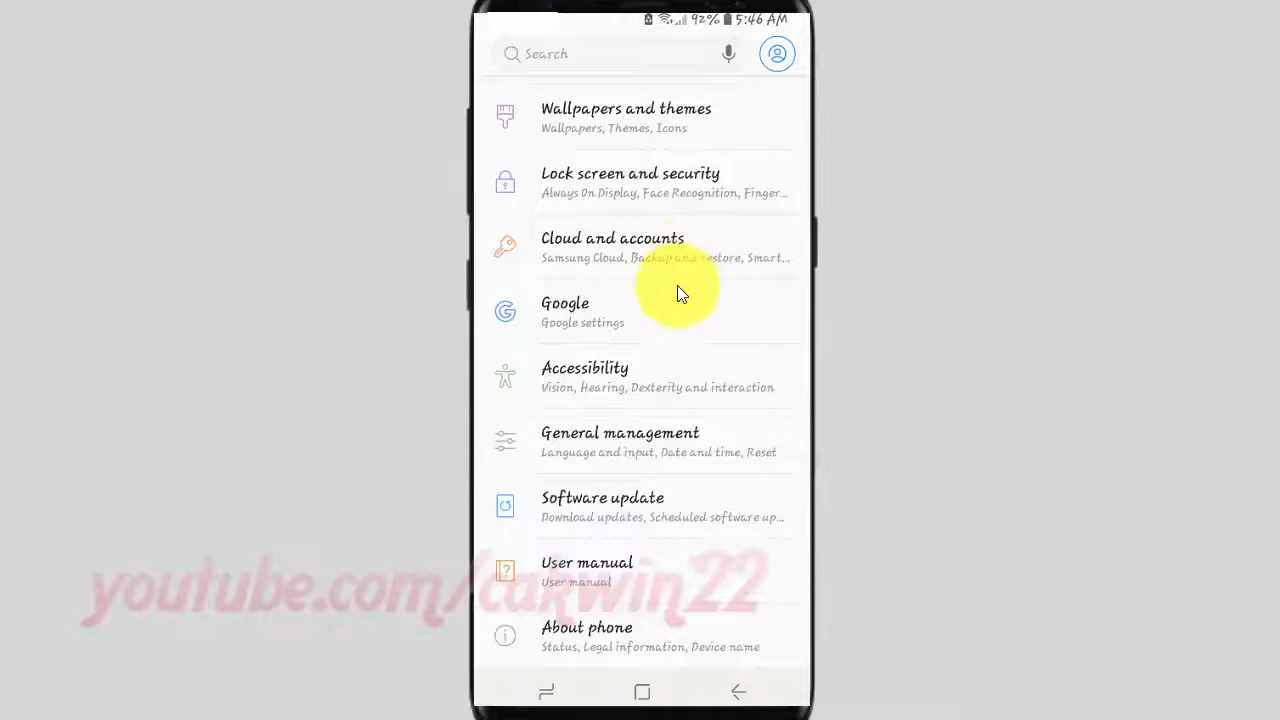 92% 5:46 AM
Search
Wallpapers and themes
Wallpapers, Themes, Icons
Lock screen and security
Always On Display, Face Recognition, Finger...
Cloud and accounts
Samsung Cloud, Backup and restore, Smart...
Google
Google settings
Accessibility
Vision, Hearing, Dexterity and interaction
General management
Language and input, Date and time, Reset
Software update
Download updates, Scheduled software up...
User manual
User manual
youtube.com/cakwin22
About phone
Status, Legal information, Device name